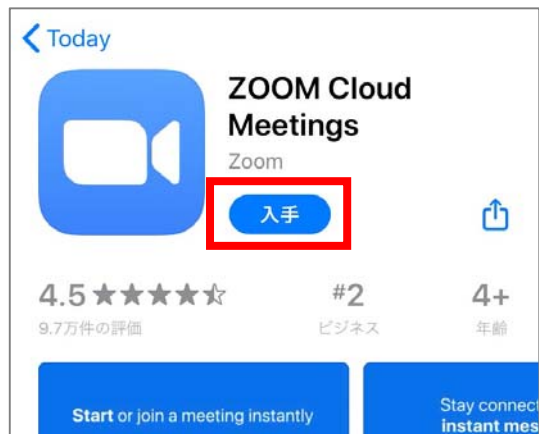 Today
ZOOM Cloud
Meetings
Zoom
入手
4.5 #2 4+
9.7万件の評価 ビジネス 年齢
Start or join a meeting instantly
Stay connect
instant mes